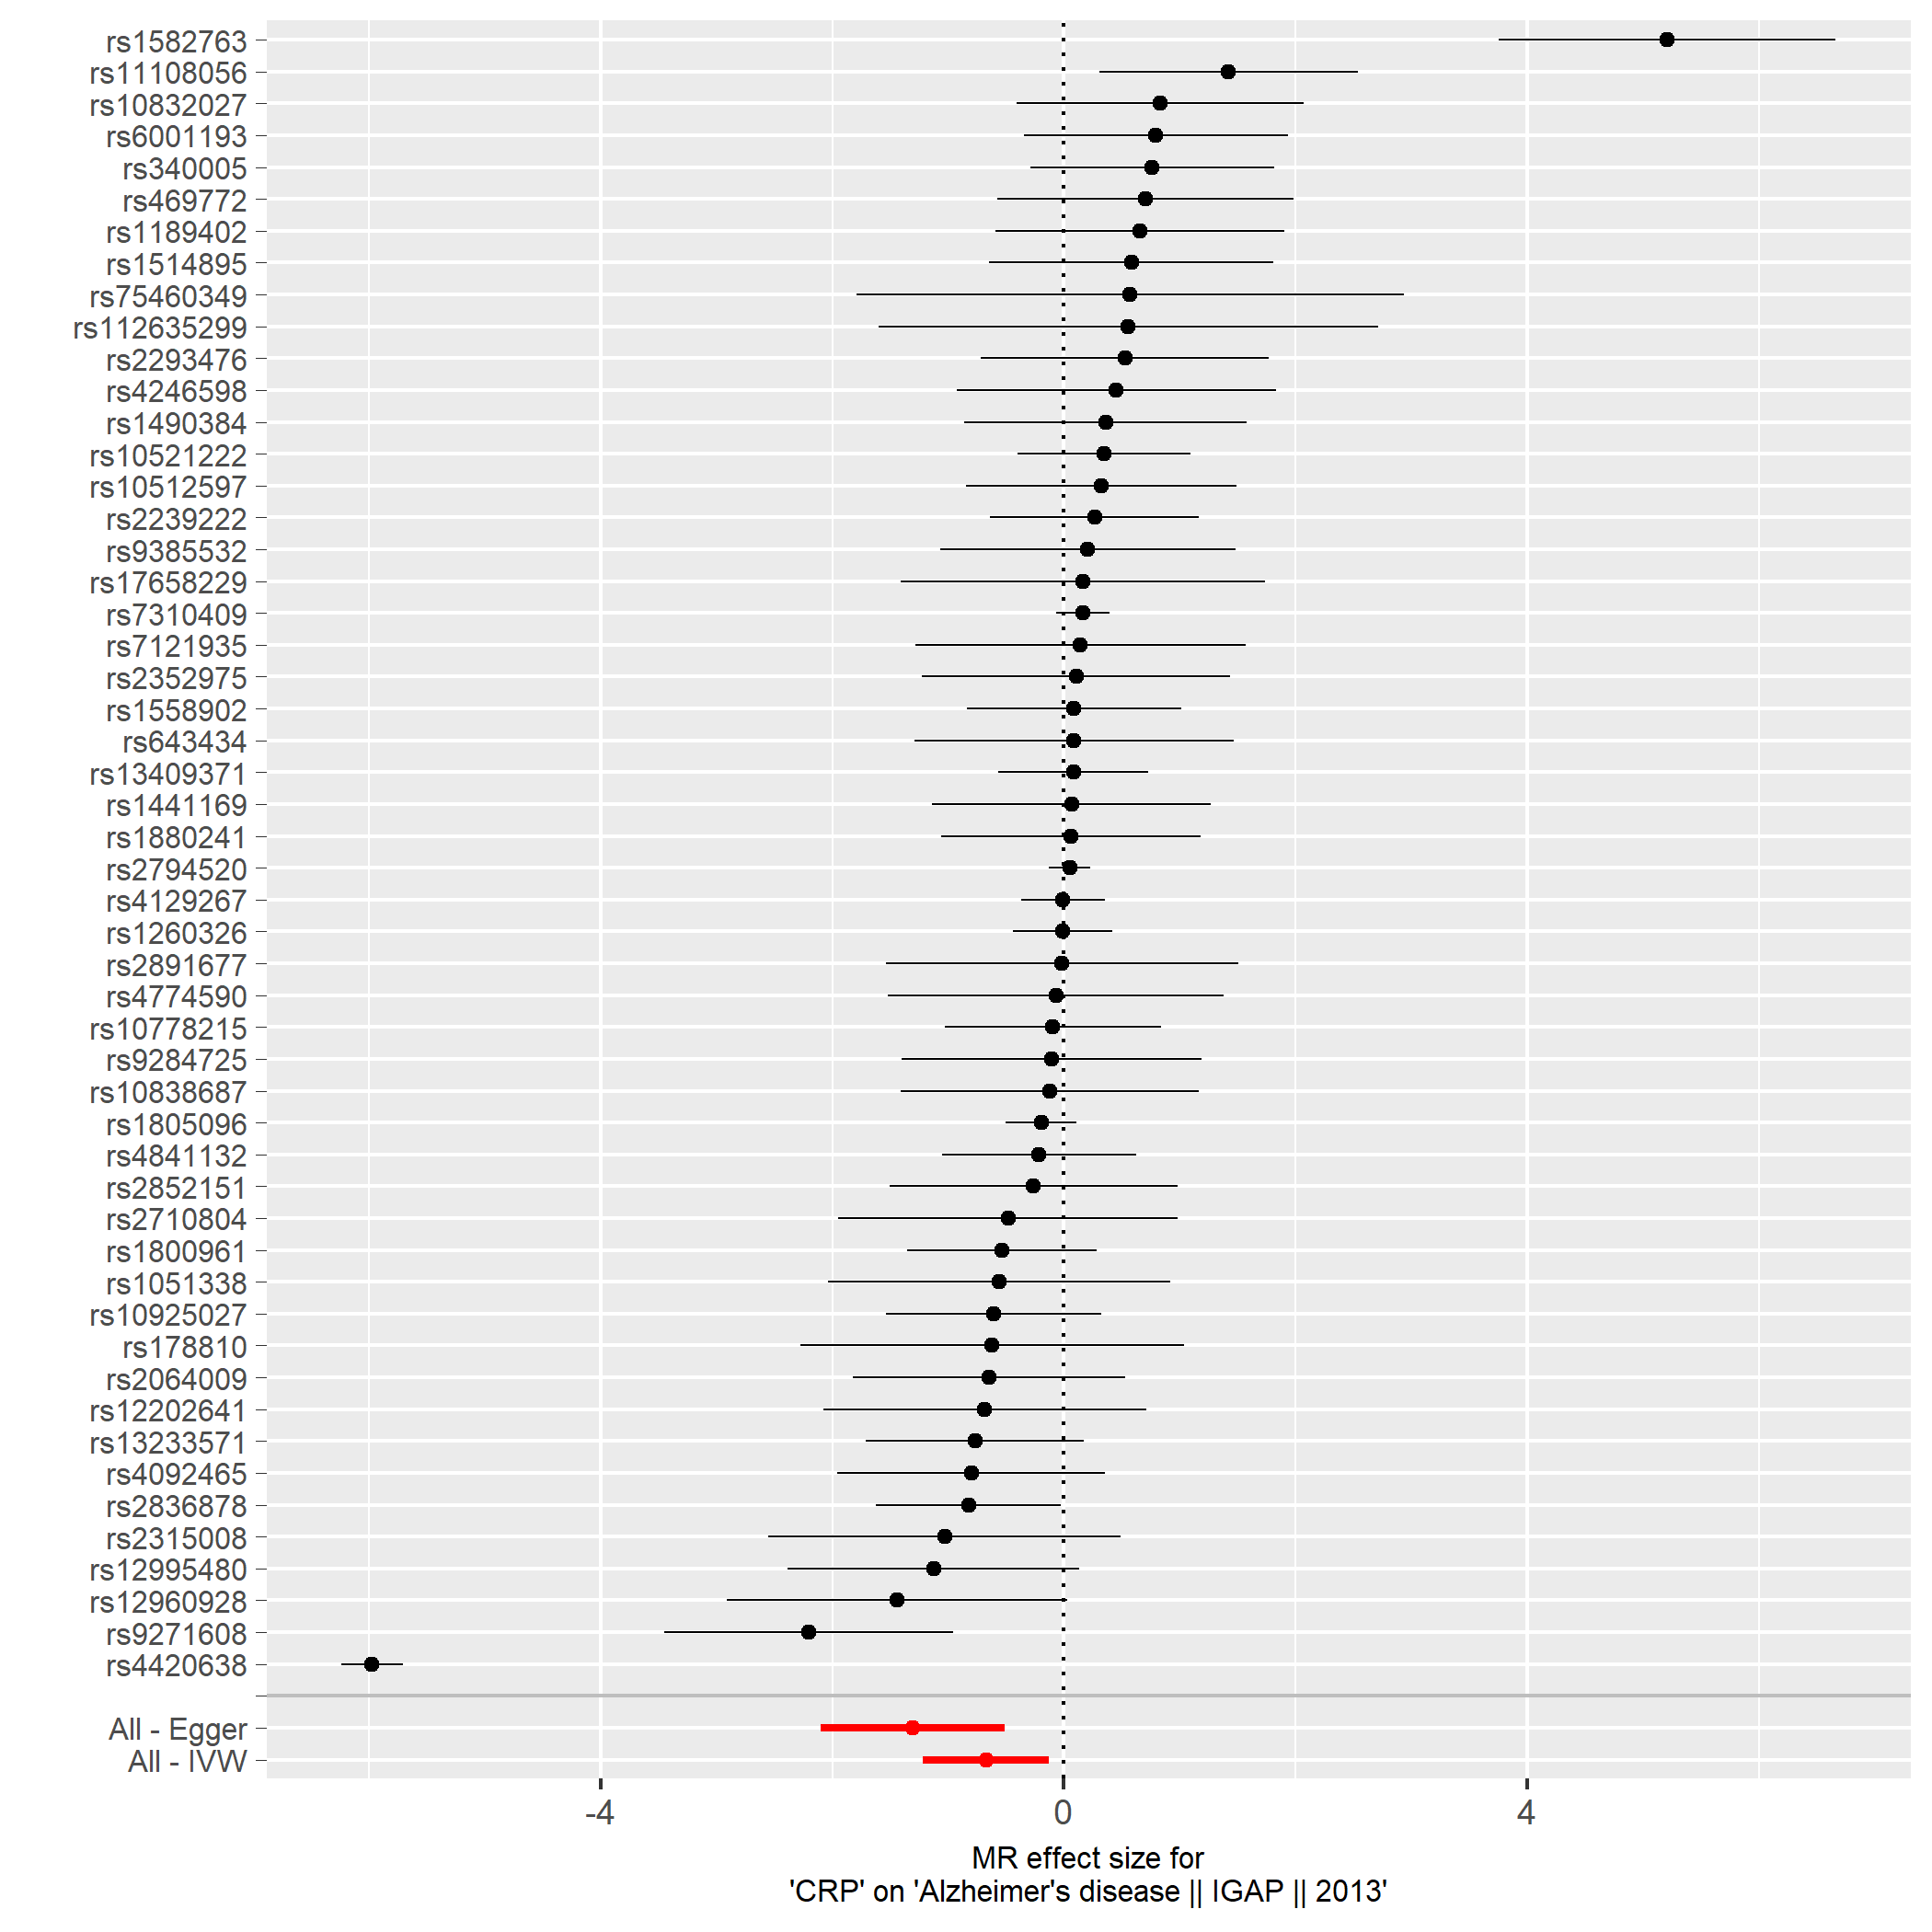 rs1582763
rs11108056
rs10832027
rs6001193
rs340005
rs469772
rs1189402
rs1514895
rs75460349
rs112635299
rs2293476
rs4246598
rs1490384
rs10521222
rs10512597
rs2239222
rs9385532
rs17658229
rs7310409
rs7121935
rs2352975
rs1558902
rs643434
rs13409371
rs1441169
rs1880241
rs2794520
rs4129267
rs1260326
rs2891677
rs4774590
rs10778215
rs9284725
rs10838687
rs1805096
rs4841132
rs2852151
rs2710804
rs1800961
rs1051338
rs10925027
rs178810
rs2064009
rs12202641
rs13233571
rs4092465
rs2836878
rs2315008
rs12995480
rs12960928
rs9271608
rs4420638
All - Egger
All - IVW
-4 0 4
MR effect size for
'CRP' on 'Alzheimer's disease || IGAP || 2013'